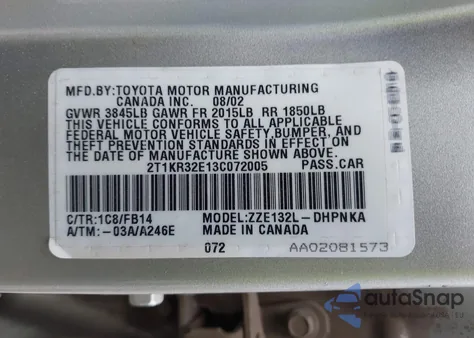 MFD.BY:TOYOTA MOTOR MANUFACTURING
CANADA INC. 08/02
GVWR 3845LB GAWR FR 2015LB RR 1850LB
THIS VEHICLE CONFORMS TO ALL APPLICABLE
FEDERAL MOTOR VEHICLE SAFETY,BUMPER, AND
THEFT PREVENTION STANDARDS IN EFFECT ON
THE DATE OF MANUFACTURE SHOWN ABOVE.
2T1KR32E13C072005 PASS.CAR
C/TR:1C8/FB14 MODEL:ZZE132L-DHPNKA
A/TM:-03A/A246E MADE IN CANADA
072 AA02081573
autoSnap